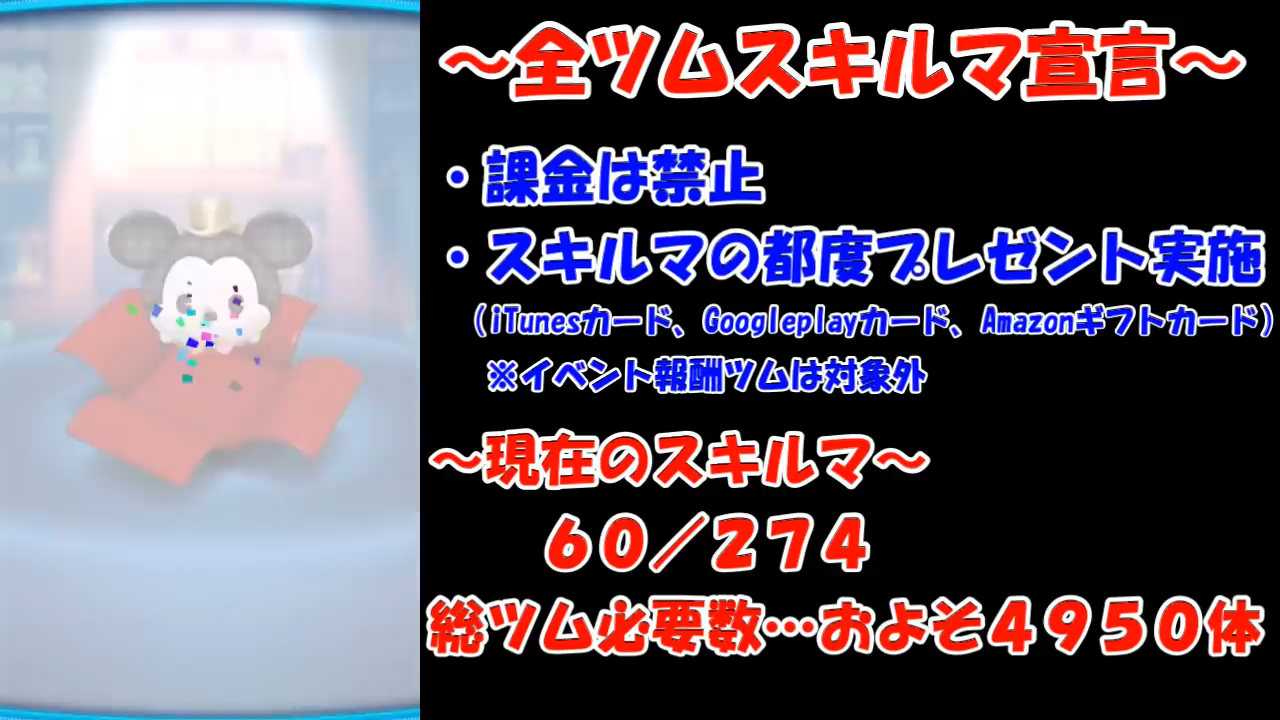 ～全ツムスキルマ宣言～
・課金は禁止
・スキルマの都度プレゼント実施
（iTunesカード、Googleplayカード、Amazonギフトカード）
※イベント報酬ツムは対象外
～現在のスキルマ～
６０／２７４
総ツム必要数…およそ４９５０体